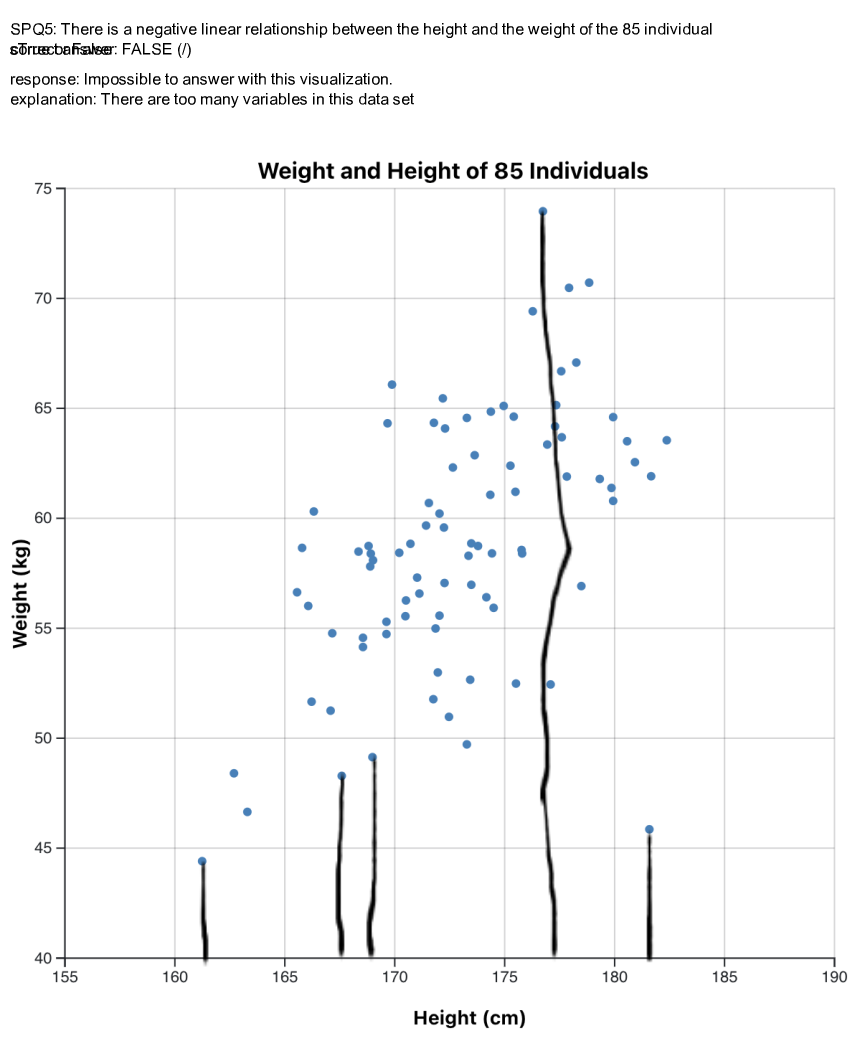 SPQ5: There is a negative linear relationship between the height and the weight of the 85 individual
: FALSE (/)
response: Impossible to answer with this visualization.
explanation: There are too many variables in this data set
Weight and Height of 85 Individuals
75
70
65
60
55
50
45
40
Weight (kg)
155 160 165 170 175 180 185 190
Height (cm)